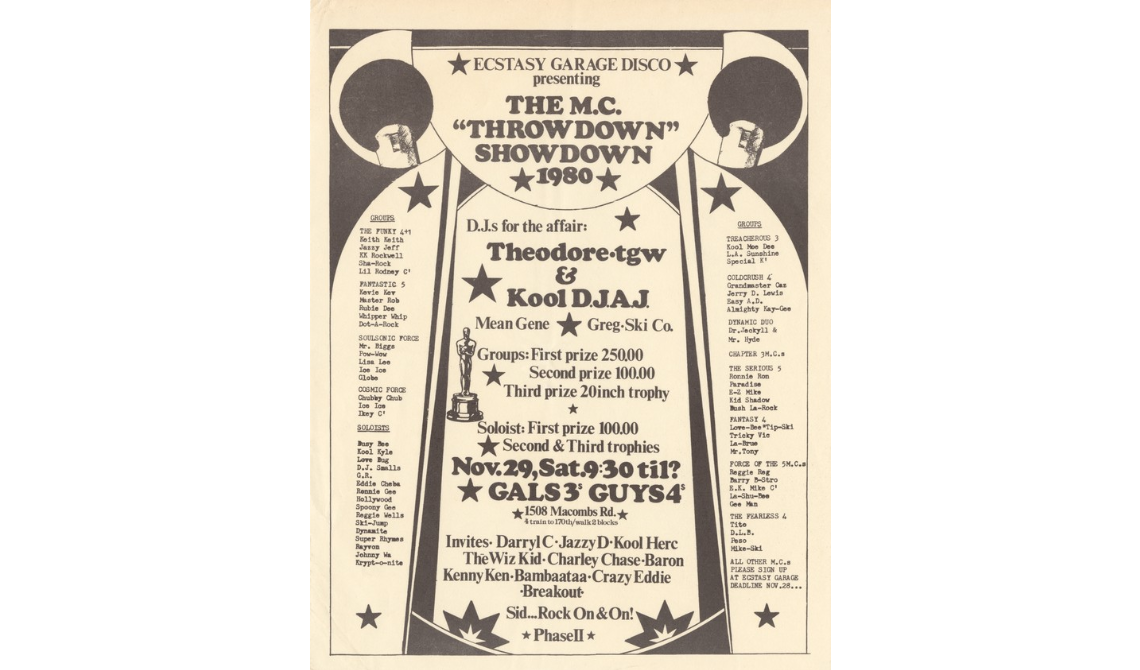 ECSTASY GARAGE DISCO
presenting
THE M.C.
“THROWDOWN”
SHOWDOWN
1980
GROUPS
THE FUNKY 4+1
Keith Keith
Jazzy Jeff
KK Rockwell
Sha-Rock
Lil Rodney C'
FANTASTIC 5
Kevie Kev
Master Rob
Rubie Dee
Whipper Whip
Dot-A-Rock
SOULSONIC FORCE
Mr. Biggs
Pow-Wow
Lisa Lee
Ice Ice
Globe
COSMIC FORCE
Chubby Chub
Ice Ice
Ikey C'
SOLOISTS
Busy Bee
Kool Kyle
Love Bug
D.J. Smalls
G.R.
Eddie Cheba
Rennie Gee
Hollywood
Spoony Gee
Reggie Wells
Ski-Jump
Dynamite
Super Rhymes
Rayvon
Johnny Wa
Krypt-o-nite
D.J.s for the affair:
Theodore·tgw
&
Kool D.J.A.J.
Mean Gene Greg·Ski Co.
Groups: First prize 250.00
Second prize 100.00
Third prize 20inch trophy
Soloist: First prize 100.00
Second & Third trophies
Nov.29,Sat.9:30 til?
GALS 3$ GUYS 4$
1508 Macombs Rd.
4 train to 170th/walk 2 blocks
Invites· Darryl C·Jazzy D·Kool Herc
The Wiz Kid·Charley Chase·Baron
Kenny Ken·Bambaataa·Crazy Eddie
·Breakout·
Sid...Rock On & On!
Phase II
GROUPS
TREACHEROUS 3
Kool Moe Dee
L.A. Sunshine
Special K'
COLDCRUSH 4
Grandmaster Caz
Jerry D. Lewis
Easy A.D.
Almighty Kay-Gee
DYNAMIC DUO
Dr.Jeckyll &
Mr. Hyde
CHAPTER 3M.C.s
THE SERIOUS 5
Ronnie Ron
Paradise
E-Z Mike
Kid Shadow
Bush La-Rock
FANTASY 4
Love-Bee*Tip-Ski
Tricky Vic
La-Brue
Mr.Tony
FORCE OF THE 5M.C.s
Reggie Reg
Barry B-Stro
E.K. Mike C'
La-Shu-Bee
Gee Man
THE FEARLESS 4
Tito
D.L.B.
Peso
Mike-Ski
ALL OTHER M.C.s
PLEASE SIGN UP
AT ECSTASY GARAGE
DEADLINE NOV.28...